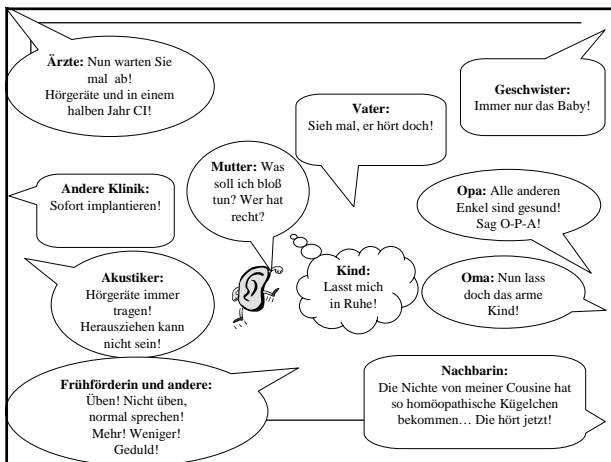 Ärzte: Nun warten Sie
mal ab!
Hörgeräte und in einem
halben Jahr CI!
Geschwister:
Immer nur das Baby!
Vater:
Sieh mal, er hört doch!
Mutter: Was
soll ich bloß
tun? Wer hat
recht?
Andere Klinik:
Sofort implantieren!
Opa: Alle anderen
Enkel sind gesund!
Sag O-P-A!
Kind:
Lasst mich
in Ruhe!
Akustiker:
Hörgeräte immer
tragen!
Herausziehen kann
nicht sein!
Oma: Nun lass
doch das arme
Kind!
Frühförderin und andere:
Üben! Nicht üben,
normal sprechen!
Mehr! Weniger!
Geduld!
Nachbarin:
Die Nichte von meiner Cousine hat
so homöopathische Kügelchen
bekommen… Die hört jetzt!